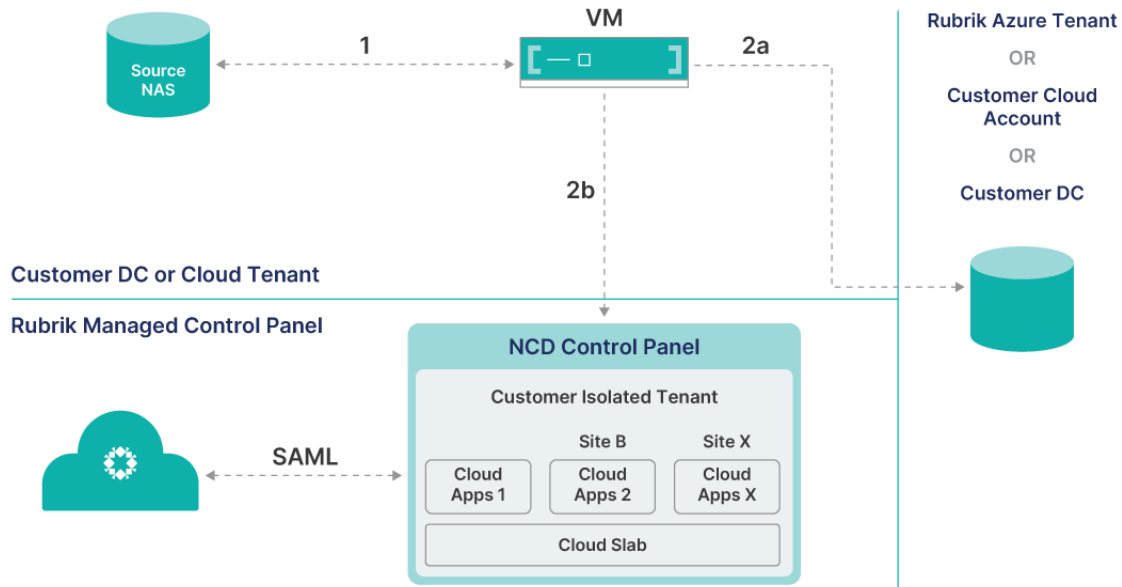 VM
Rubrik Azure Tenant
1
2a
OR
Source
NAS
Customer Cloud
Account
OR
2b
Customer DC
Customer DC or Cloud Tenant
Rubrik Managed Control Panel
NCD Control Panel
Customer Isolated Tenant
Site B
Site X
SAML
Cloud
Apps 1
Cloud
Apps 2
Cloud
Apps X
Cloud Slab